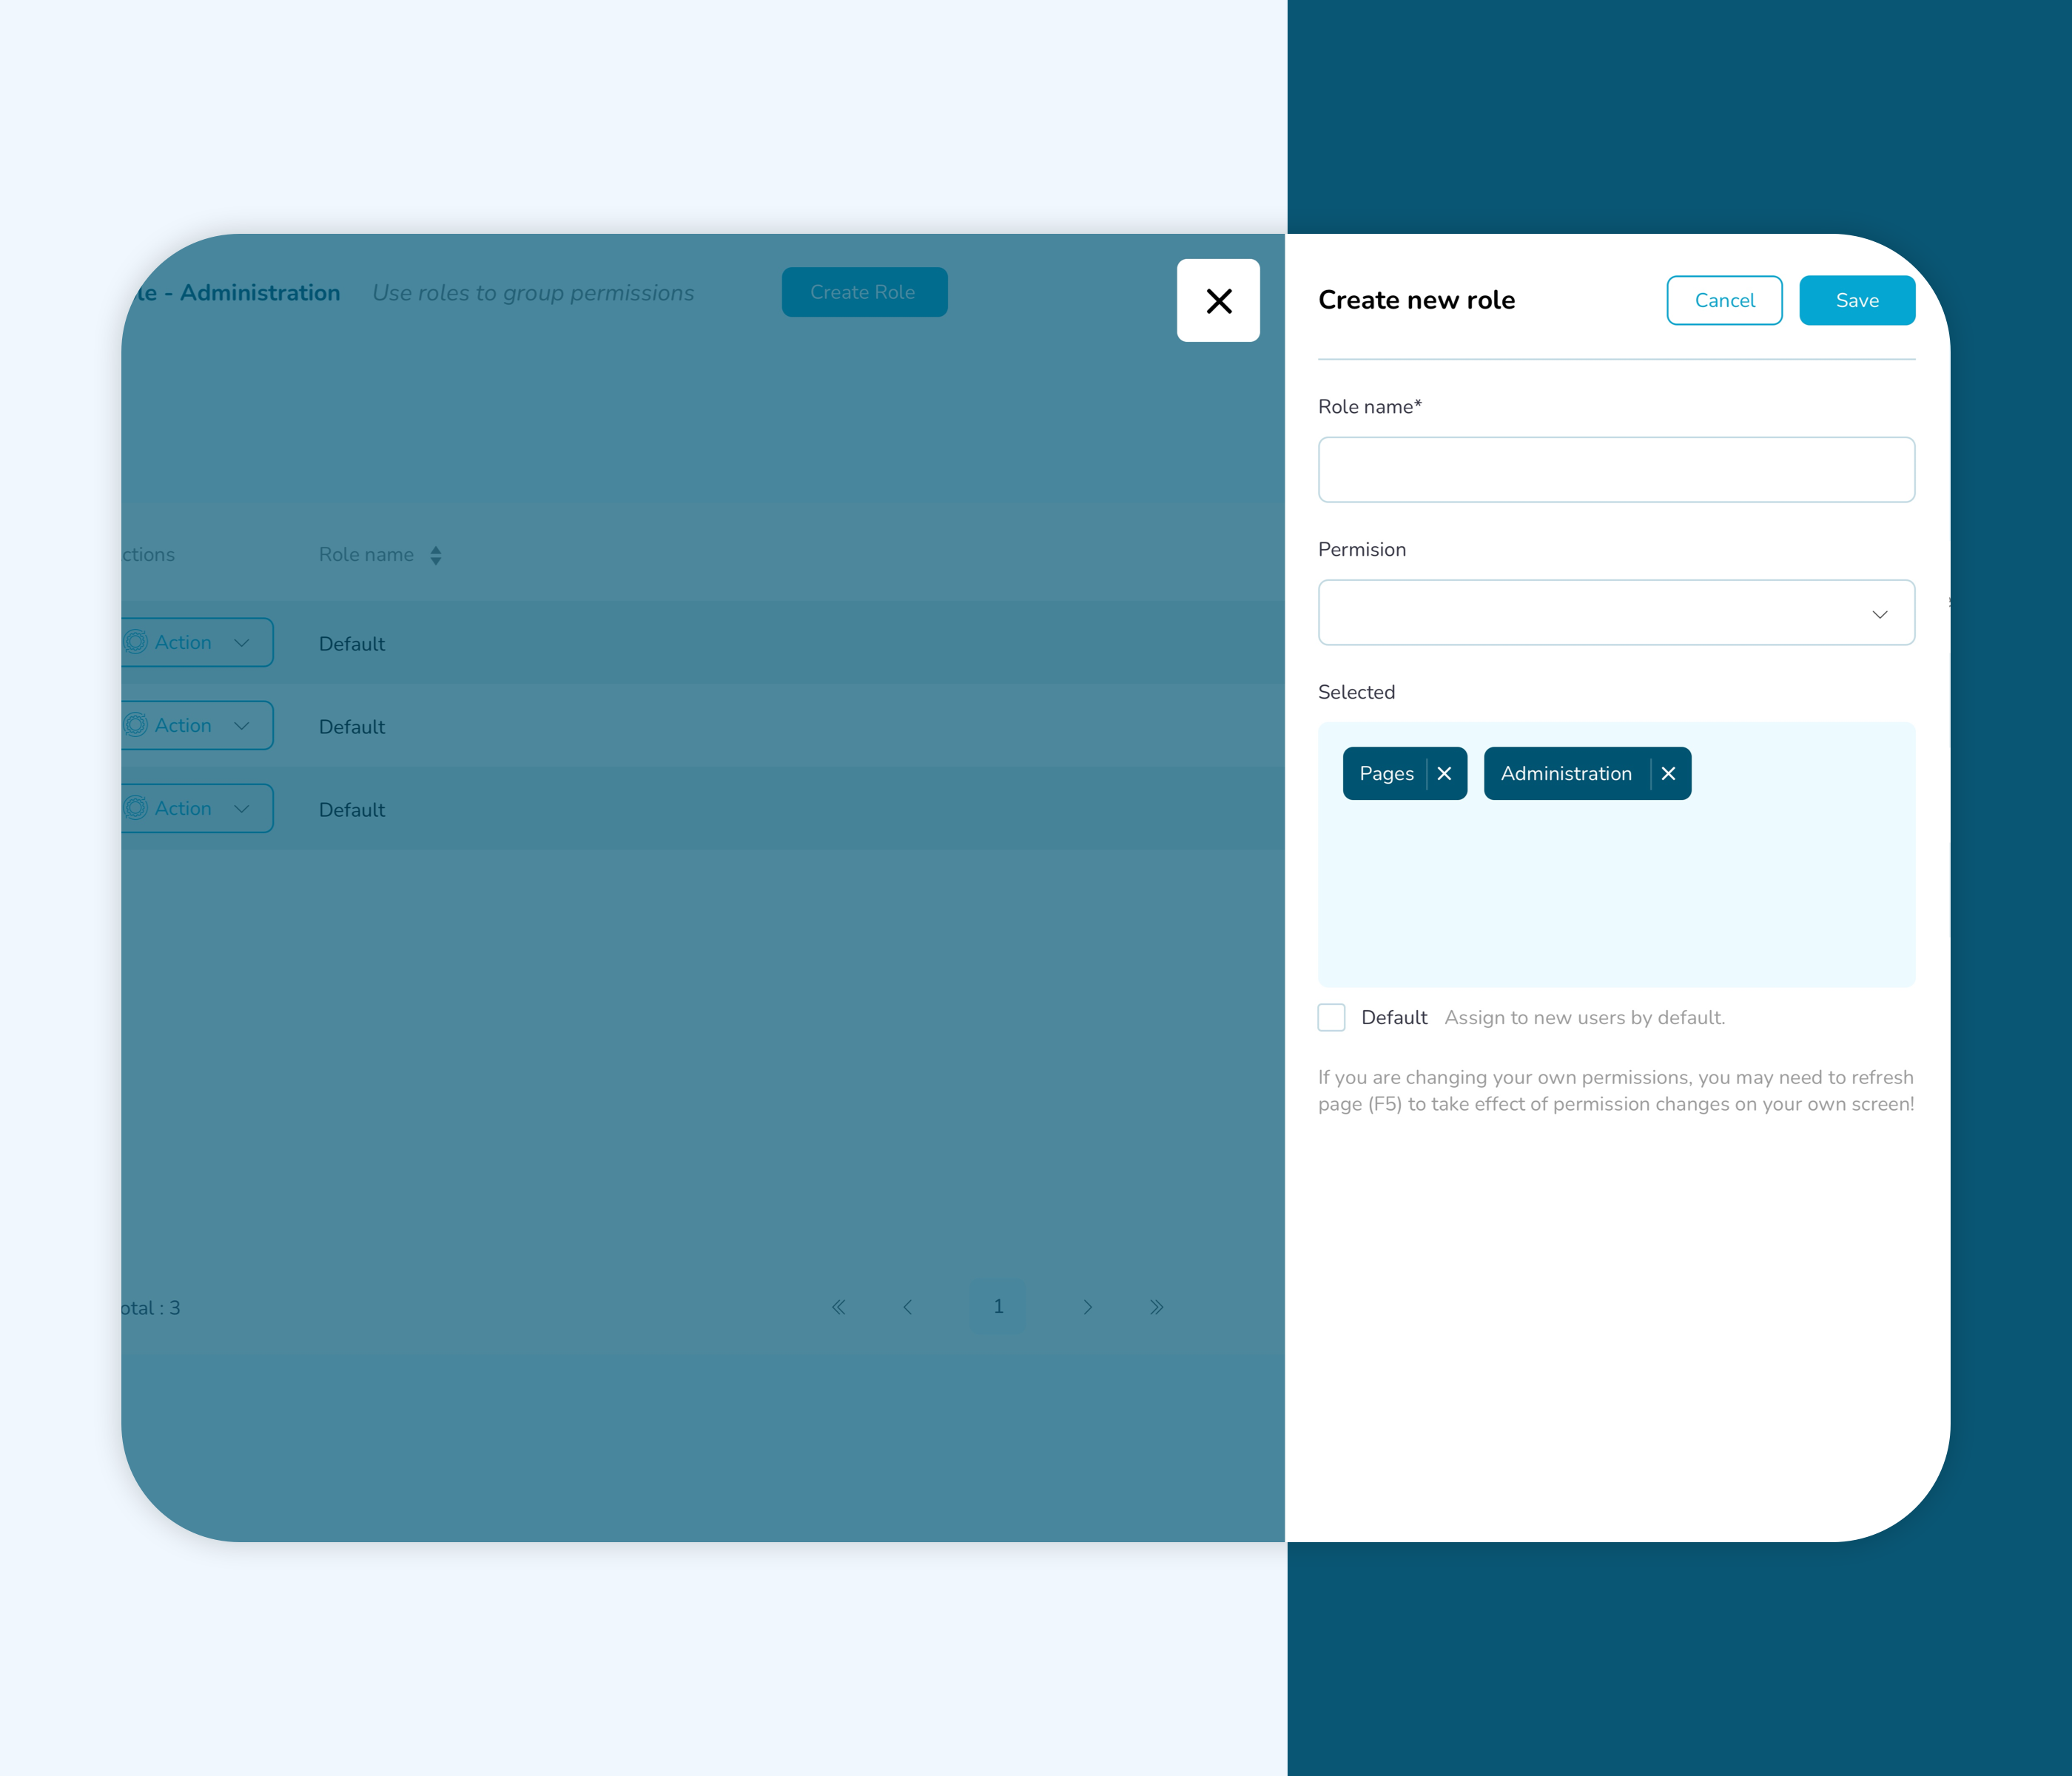 le - Administration Use roles to group permissions Create Role
ctions Role name
Action Default
Action Default
Action Default
otal : 3 1
Create new role Cancel Save
Role name*
Permision
Selected
Pages Administration
Default Assign to new users by default.
If you are changing your own permissions, you may need to refresh
page (F5) to take effect of permission changes on your own screen!